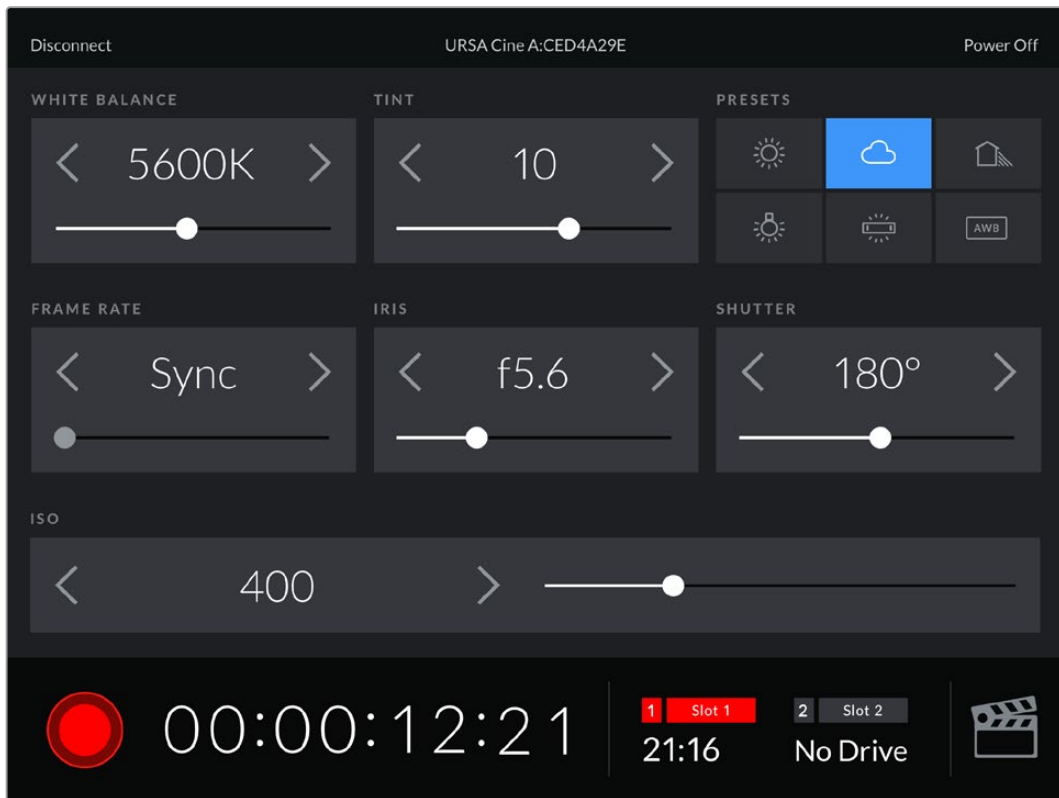 Disconnect URSA Cine A:CED4A29E Power Off
WHITE BALANCE TINT PRESETS
5600K 10
AWB
FRAME RATE IRIS SHUTTER
Sync f5.6 180°
ISO
400
00:00:12:21
1 Slot 1 2 Slot 2
21:16 No Drive